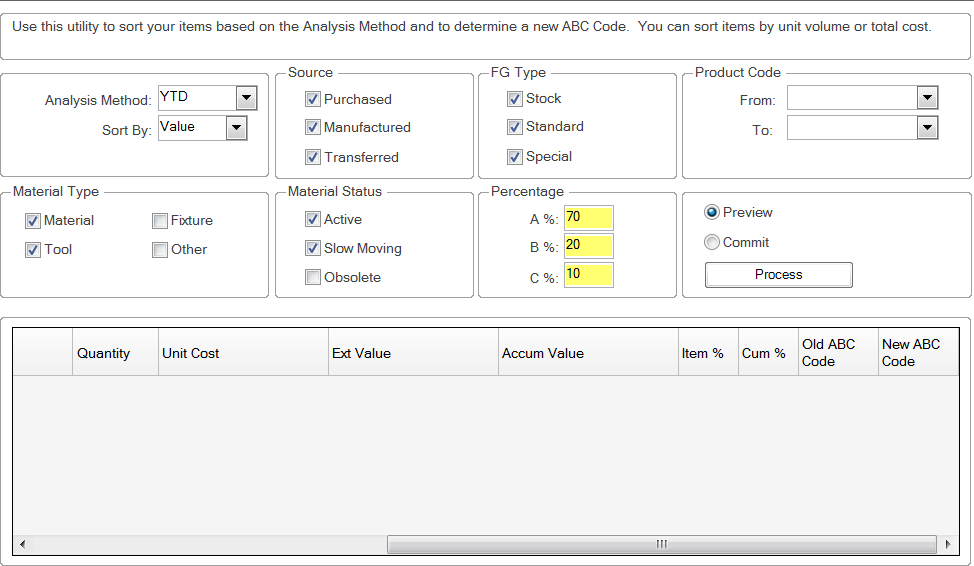 Use this utility to sort your items based on the Analysis Method and to determine a new ABC Code.  You can sort items by unit volume or total cost.
Analysis Method: YTD
Sort By: Value
Source
Purchased
Manufactured
Transferred
FG Type
Stock
Standard
Special
Product Code
From:
To:
Material Type
Material
Fixture
Tool
Other
Material Status
Active
Slow Moving
Obsolete
Percentage
A %: 70
B %: 20
C %: 10
Preview
Commit
Process
Quantity Unit Cost Ext Value Accum Value Item % Cum % Old ABC Code New ABC Code